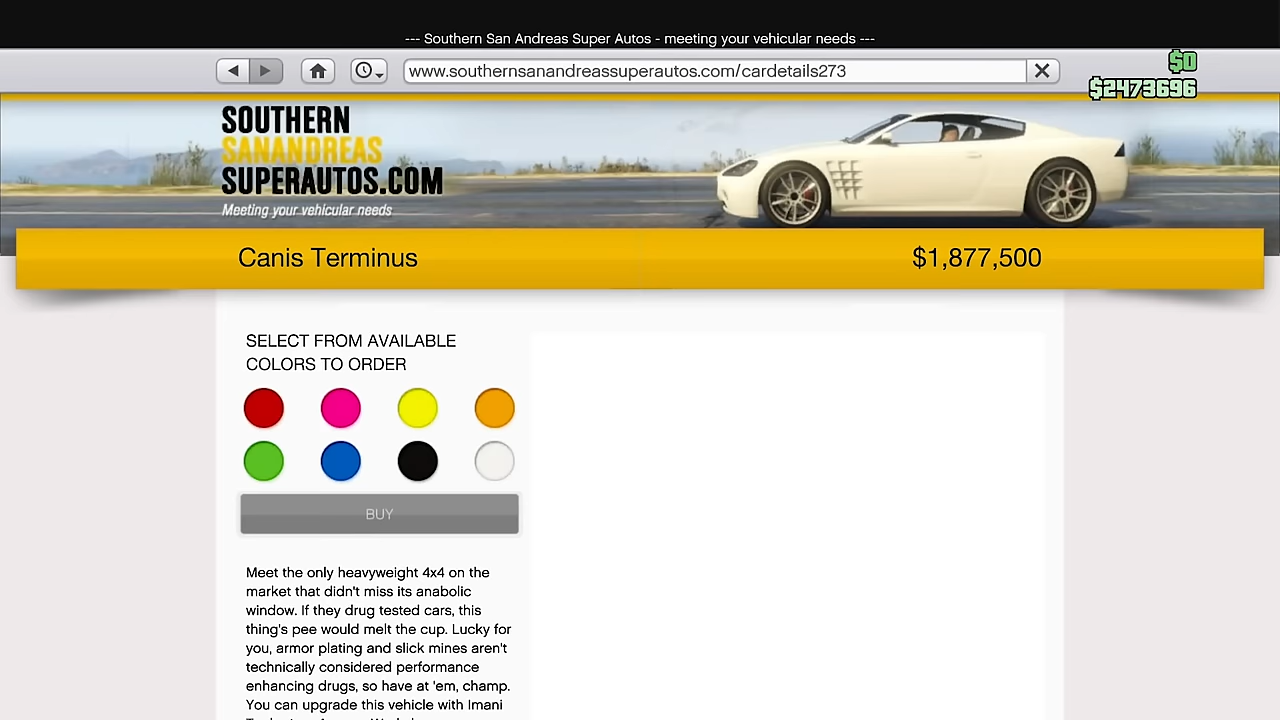 --- Southern San Andreas Super Autos - meeting your vehicular needs ---
www.southernsanandreassuperautos.com/cardetails273
$0
$2473696
SOUTHERN
SANANDREAS
SUPERAUTOS.COM
Meeting your vehicular needs
Canis Terminus $1,877,500
SELECT FROM AVAILABLE
COLORS TO ORDER
BUY
Meet the only heavyweight 4x4 on the
market that didn't miss its anabolic
window. If they drug tested cars, this
thing's pee would melt the cup. Lucky for
you, armor plating and slick mines aren't
technically considered performance
enhancing drugs, so have at 'em, champ.
You can upgrade this vehicle with Imani